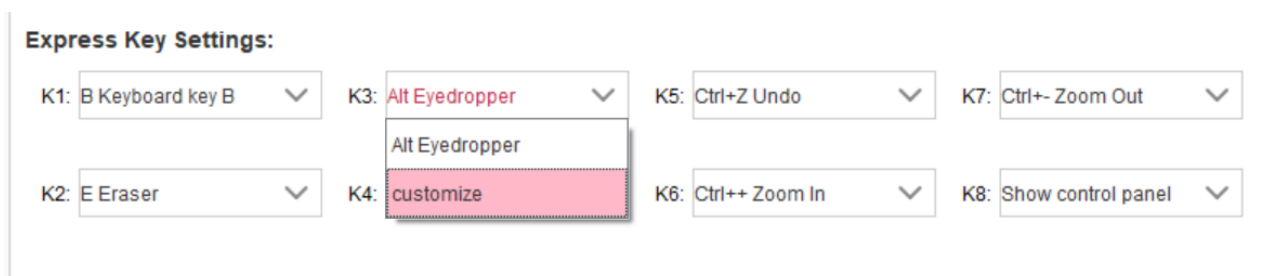 Express Key Settings:
K1: B Keyboard key B K3: Alt Eyedropper K5: Ctrl+Z Undo K7: Ctrl+- Zoom Out
Alt Eyedropper
K2: E Eraser K4: customize K6: Ctrl++ Zoom In K8: Show control panel